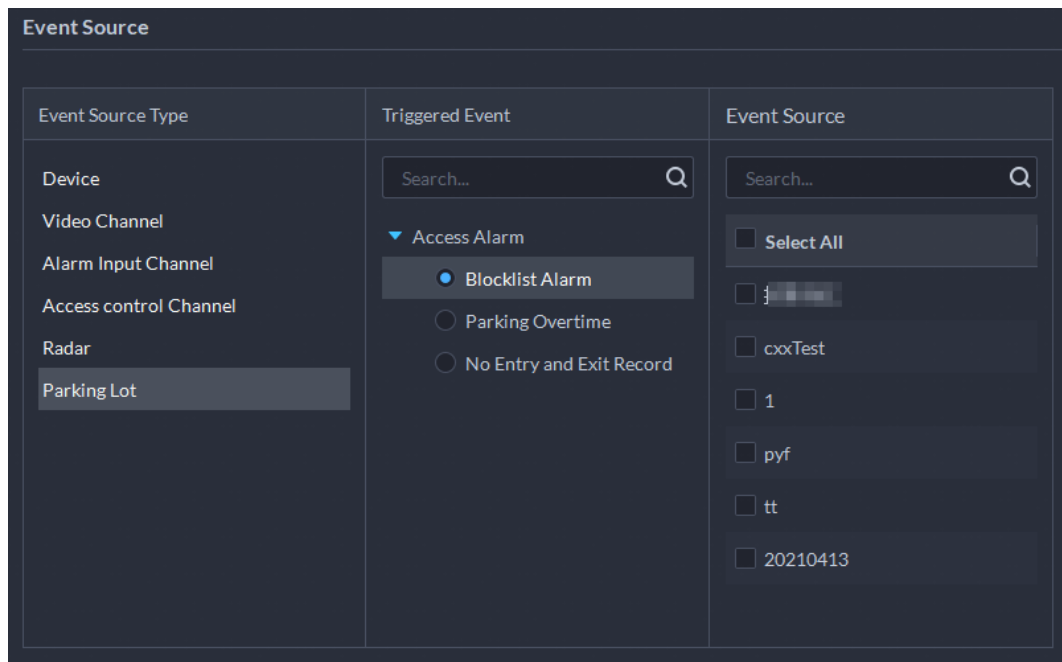 Event Source
Event Source Type
Device
Video Channel
Alarm Input Channel
Access control Channel
Radar
Parking Lot
Triggered Event
Search...
Access Alarm
Blocklist Alarm
Parking Overtime
No Entry and Exit Record
Event Source
Search...
Select All
cxxTest
1
pyf
tt
20210413